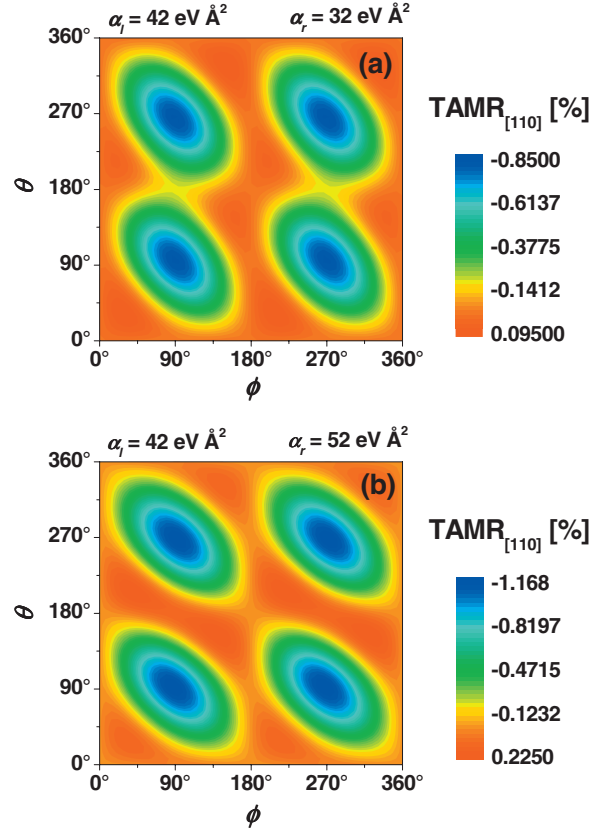 α_l = 42 eV Å² α_r = 32 eV Å²
(a)
360°
270°
180°
90°
0°
θ
0° 90° 180° 270° 360°
ϕ
TAMR[110] [%]
-0.8500
-0.6137
-0.3775
-0.1412
0.09500
α_l = 42 eV Å² α_r = 52 eV Å²
(b)
360°
270°
180°
90°
0°
θ
0° 90° 180° 270° 360°
ϕ
TAMR[110] [%]
-1.168
-0.8197
-0.4715
-0.1232
0.2250